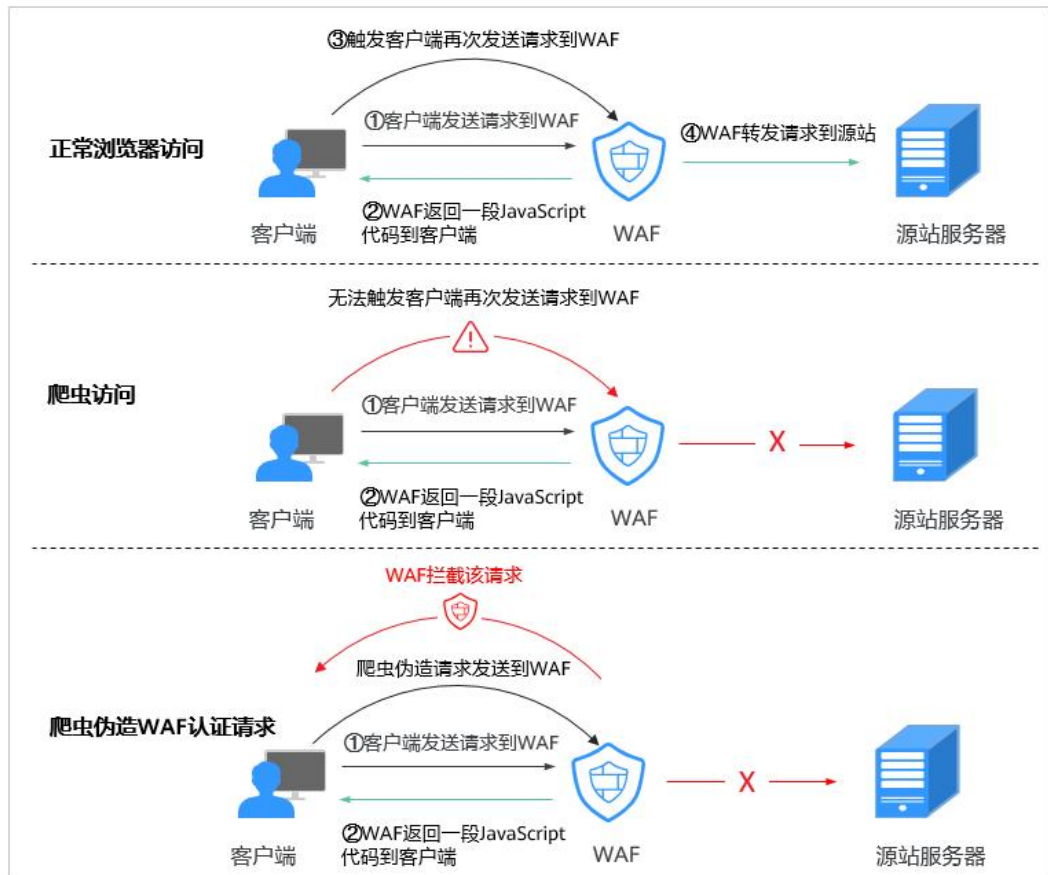 ③触发客户端再次发送请求到WAF
①客户端发送请求到WAF
④WAF转发请求到源站
正常浏览器访问
②WAF返回一段JavaScript
代码到客户端
客户端
WAF
源站服务器
无法触发客户端再次发送请求到WAF
爬虫访问
①客户端发送请求到WAF
X
②WAF返回一段JavaScript
代码到客户端
客户端
WAF
源站服务器
WAF拦截该请求
爬虫伪造请求发送到WAF
爬虫伪造WAF认证请求
①客户端发送请求到WAF
X
②WAF返回一段JavaScript
代码到客户端
客户端
WAF
源站服务器